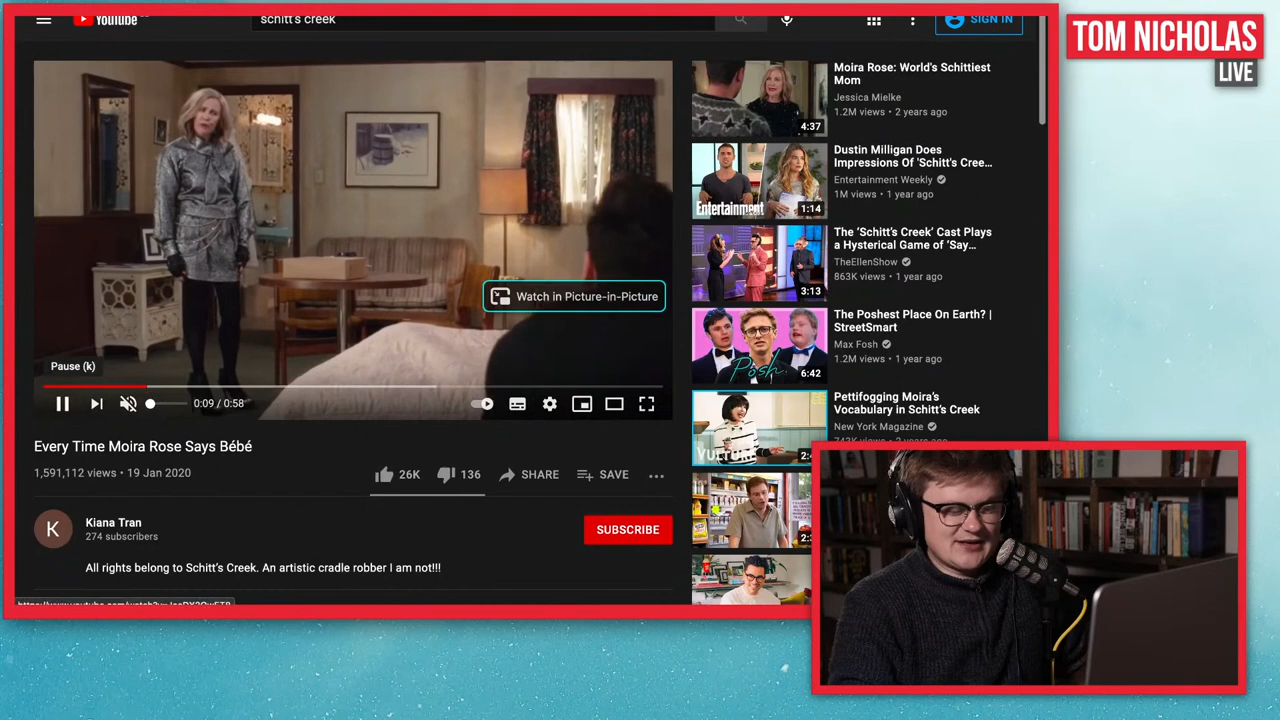 YouTube
schitt's creek
SIGN IN
TOM NICHOLAS
LIVE
Watch in Picture-in-Picture
Pause (k)
0:09 / 0:58
Every Time Moira Rose Says Bébé
1,591,112 views • 19 Jan 2020
26K
136
SHARE
SAVE
K
Kiana Tran
274 subscribers
SUBSCRIBE
All rights belong to Schitt's Creek. An artistic cradle robber I am not!!!
4:37
Moira Rose: World's Schittiest
Mom
Jessica Mielke
1.2M views • 2 years ago
Entertainment
1:14
Dustin Milligan Does
Impressions Of 'Schitt's Cree...
Entertainment Weekly
1M views • 1 year ago
3:13
The 'Schitt's Creek' Cast Plays
a Hysterical Game of 'Say...
TheEllenShow
863K views • 1 year ago
Posh
6:42
The Poshest Place On Earth? |
StreetSmart
Max Fosh
1.2M views • 1 year ago
VULTURE
Pettifogging Moira's
Vocabulary in Schitt's Creek
New York Magazine